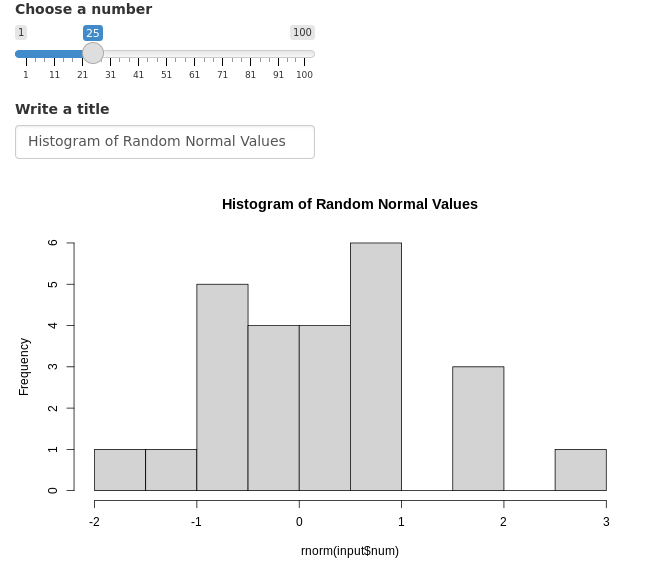 Choose a number
1 25 100
1 11 21 31 41 51 61 71 81 91 100
Write a title
Histogram of Random Normal Values
Histogram of Random Normal Values
6
5
4
3
2
1
0
Frequency
-2 -1 0 1 2 3
rnorm(input$num)